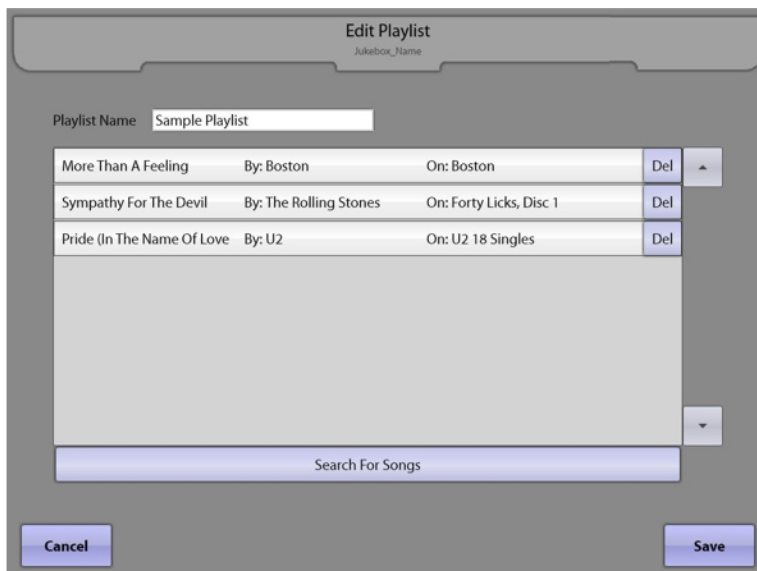 Edit Playlist
Jukebox_Name
Playlist Name Sample Playlist
More Than A Feeling By: Boston On: Boston Del
Sympathy For The Devil By: The Rolling Stones On: Forty Licks, Disc 1 Del
Pride (In The Name Of Love By: U2 On: U2 18 Singles Del
Search For Songs
Cancel Save